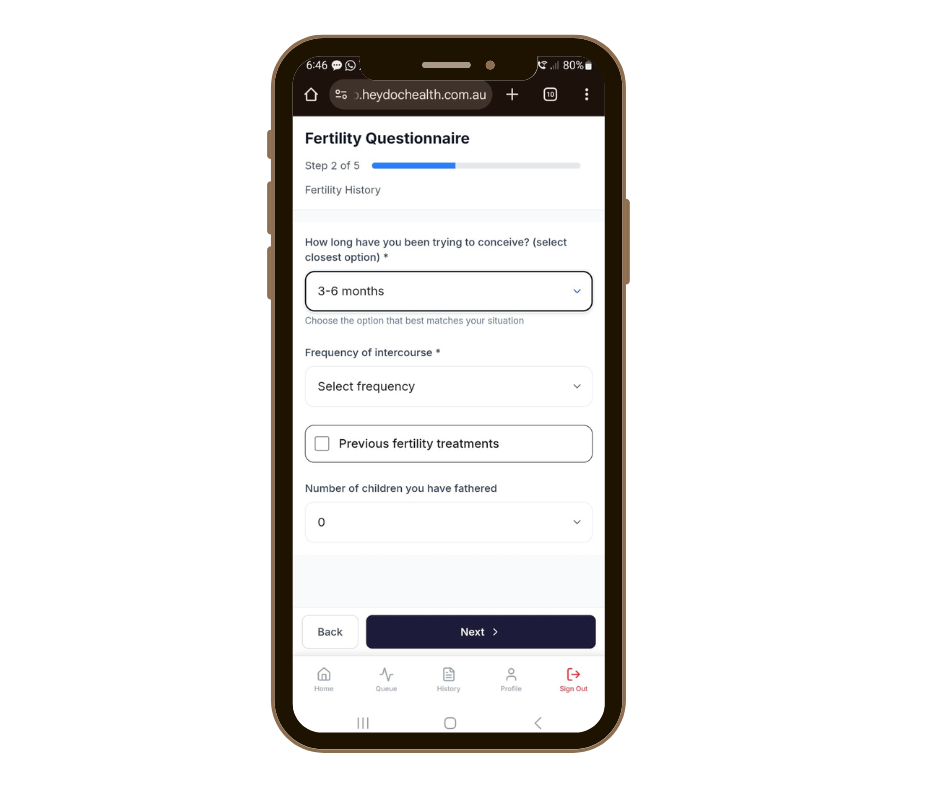 6:46
80%
.heydochealth.com.au
10
Fertility Questionnaire
Step 2 of 5
Fertility History
How long have you been trying to conceive? (select
closest option) *
3-6 months
Choose the option that best matches your situation
Frequency of intercourse *
Select frequency
Previous fertility treatments
Number of children you have fathered
0
Back
Next
Home
Queue
History
Profile
Sign Out